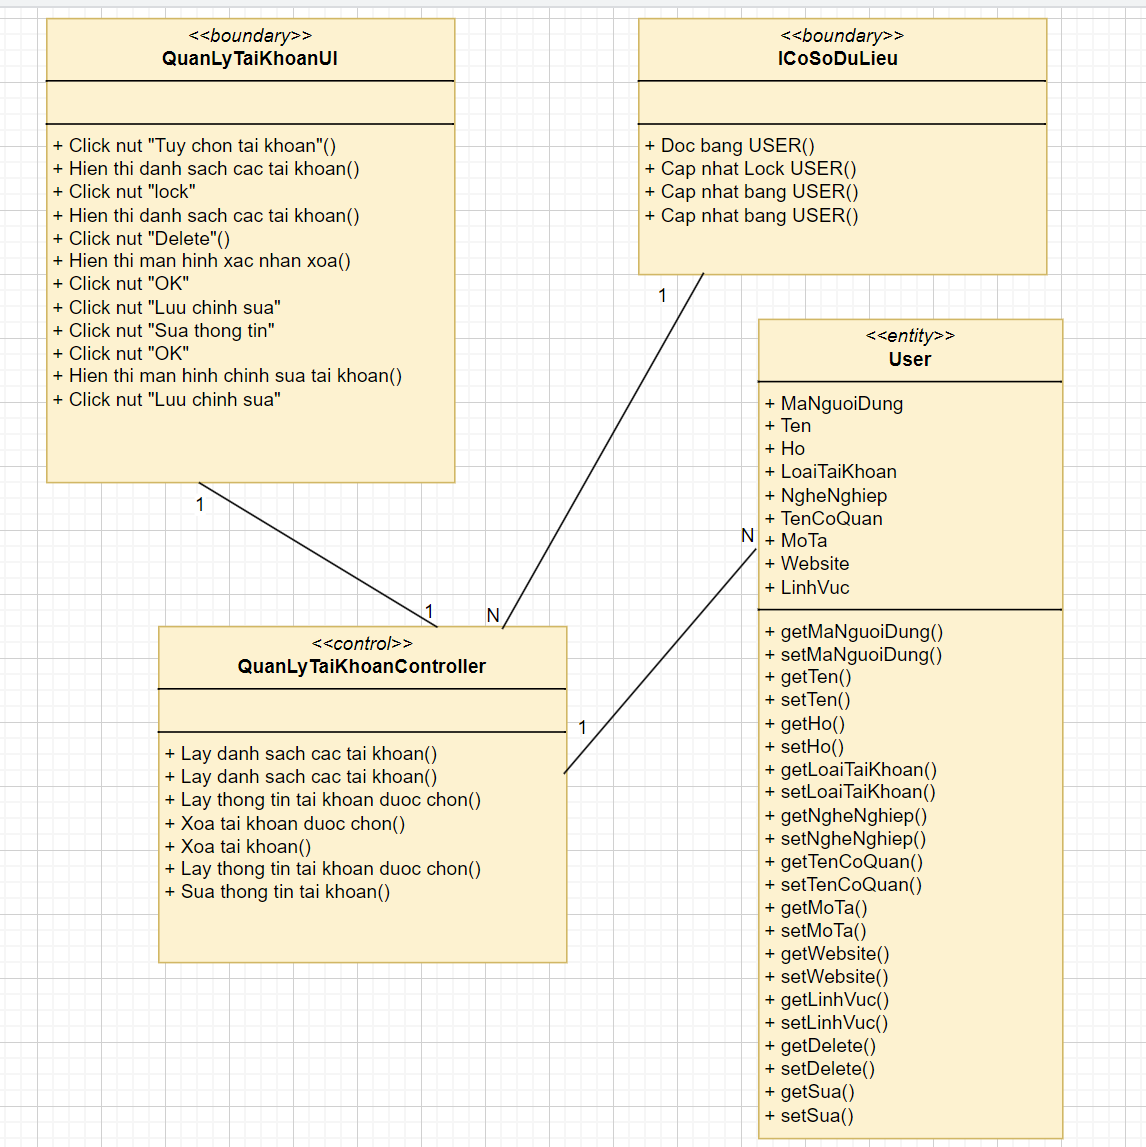 <<boundary>>
QuanLyTaiKhoanUI
+ Click nut "Tuy chon tai khoan"()
+ Hien thi danh sach cac tai khoan()
+ Click nut "lock"
+ Hien thi danh sach cac tai khoan()
+ Click nut "Delete"()
+ Hien thi man hinh xac nhan xoa()
+ Click nut "OK"
+ Click nut "Luu chinh sua"
+ Click nut "Sua thong tin"
+ Click nut "OK"
+ Hien thi man hinh chinh sua tai khoan()
+ Click nut "Luu chinh sua"
<<boundary>>
ICoSoDuLieu
+ Doc bang USER()
+ Cap nhat Lock USER()
+ Cap nhat bang USER()
+ Cap nhat bang USER()
1
1
1
N
N
1
<<control>>
QuanLyTaiKhoanController
+ Lay danh sach cac tai khoan()
+ Lay danh sach cac tai khoan()
+ Lay thong tin tai khoan duoc chon()
+ Xoa tai khoan duoc chon()
+ Xoa tai khoan()
+ Lay thong tin tai khoan duoc chon()
+ Sua thong tin tai khoan()
<<entity>>
User
+ MaNguoiDung
+ Ten
+ Ho
+ LoaiTaiKhoan
+ NgheNghiep
+ TenCoQuan
+ MoTa
+ Website
+ LinhVuc
+ getMaNguoiDung()
+ setMaNguoiDung()
+ getTen()
+ setTen()
+ getHo()
+ setHo()
+ getLoaiTaiKhoan()
+ setLoaiTaiKhoan()
+ getNgheNghiep()
+ setNgheNghiep()
+ getTenCoQuan()
+ setTenCoQuan()
+ getMoTa()
+ setMoTa()
+ getWebsite()
+ setWebsite()
+ getLinhVuc()
+ setLinhVuc()
+ getDelete()
+ setDelete()
+ getSua()
+ setSua()